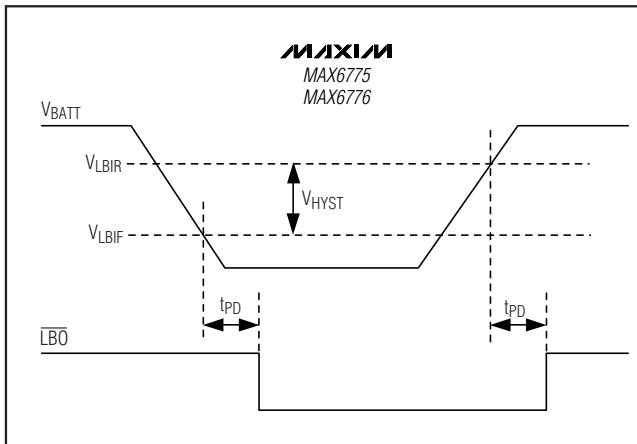 MAXIM
MAX6775
MAX6776
VBATT
VLBIR
VHYST
VLBIF
tPD
tPD
LBO